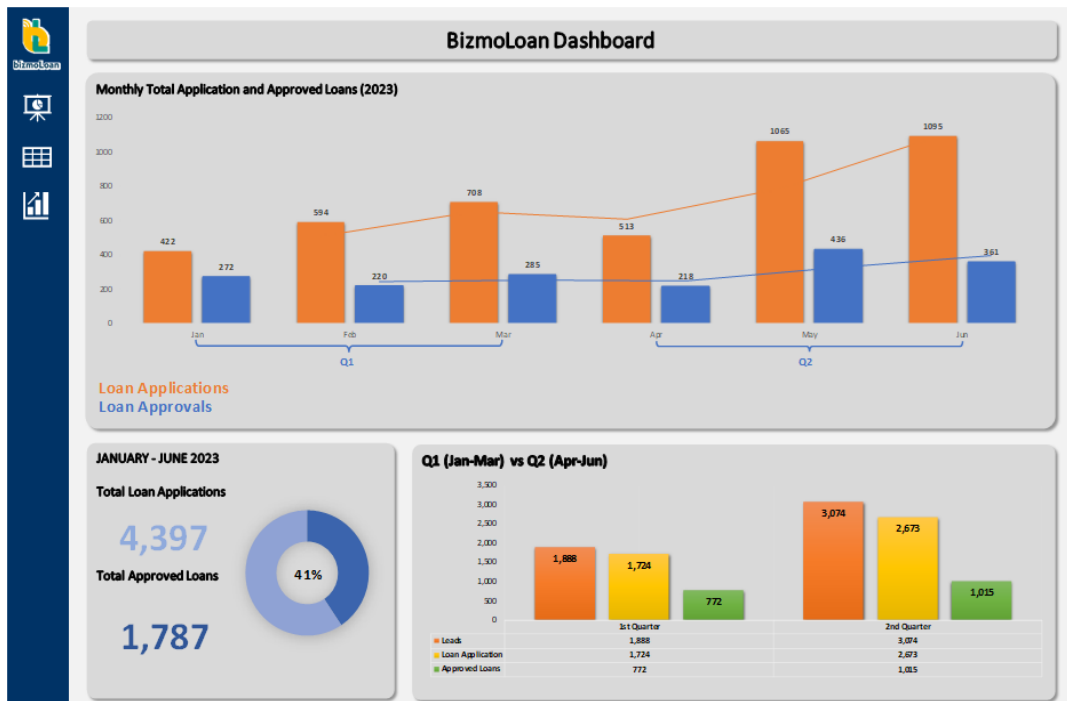 bizmoLoan
BizmoLoan Dashboard
Monthly Total Application and Approved Loans (2023)
1200
1000
800
600
400
200
0
422
272
594
220
708
285
513
218
1065
436
1095
361
Jan
Feb
Mar
Apr
May
Jun
Q1
Q2
Loan Applications
Loan Approvals
JANUARY - JUNE 2023
Total Loan Applications
4,397
Total Approved Loans
1,787
41%
Q1 (Jan-Mar) vs Q2 (Apr-Jun)
3,500
3,000
2,500
2,000
1,500
1,000
500
0
1,888
1,724
772
3,074
2,673
1,015
1st Quarter 2nd Quarter
Leads 1,888 3,074
Loan Application 1,724 2,673
Approved Loans 772 1,015